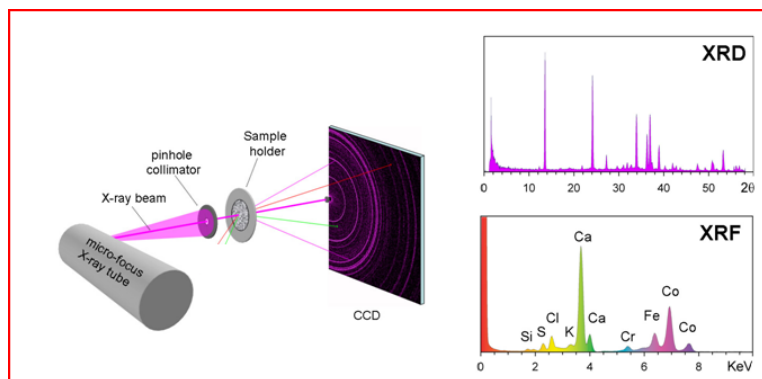 XRD
0 10 20 30 40 50 2θ
Sample
holder
pinhole
collimator
X-ray beam
micro-focus
X-ray tube
CCD
XRF
Ca
Co
Cl
Ca
Fe
Si
S
K
Cr
Co
0 2 4 6 8 KeV